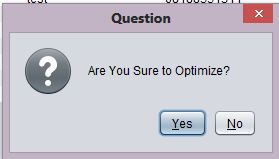 Question
Are You Sure to Optimize?
Yes
No